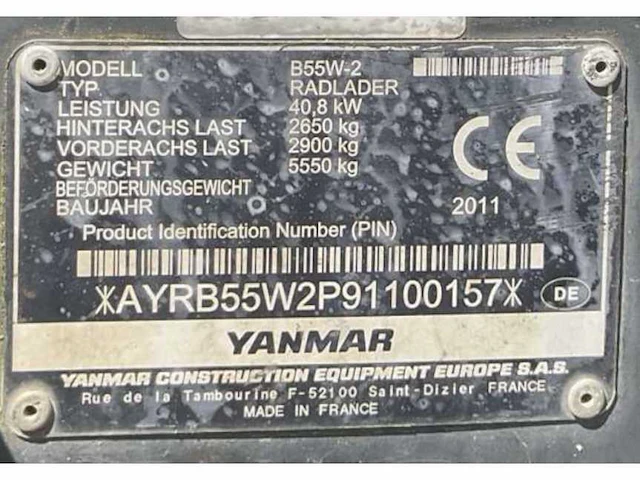 MODELL B55W-2
TYP. RADLADER
LEISTUNG 40,8 kW
HINTERACHS LAST 2650 kg
VORDERACHS LAST 2900 kg
GEWICHT 5550 kg
BEFÖRDERUNGSGEWICHT
BAUJAHR 2011
CE
Product Identification Number (PIN)
*AYRB55W2P91100157*
DE
YANMAR
YANMAR CONSTRUCTION EQUIPMENT EUROPE S.A.S.
Rue de la Tambourine F-52100 Saint-Dizier FRANCE
MADE IN FRANCE